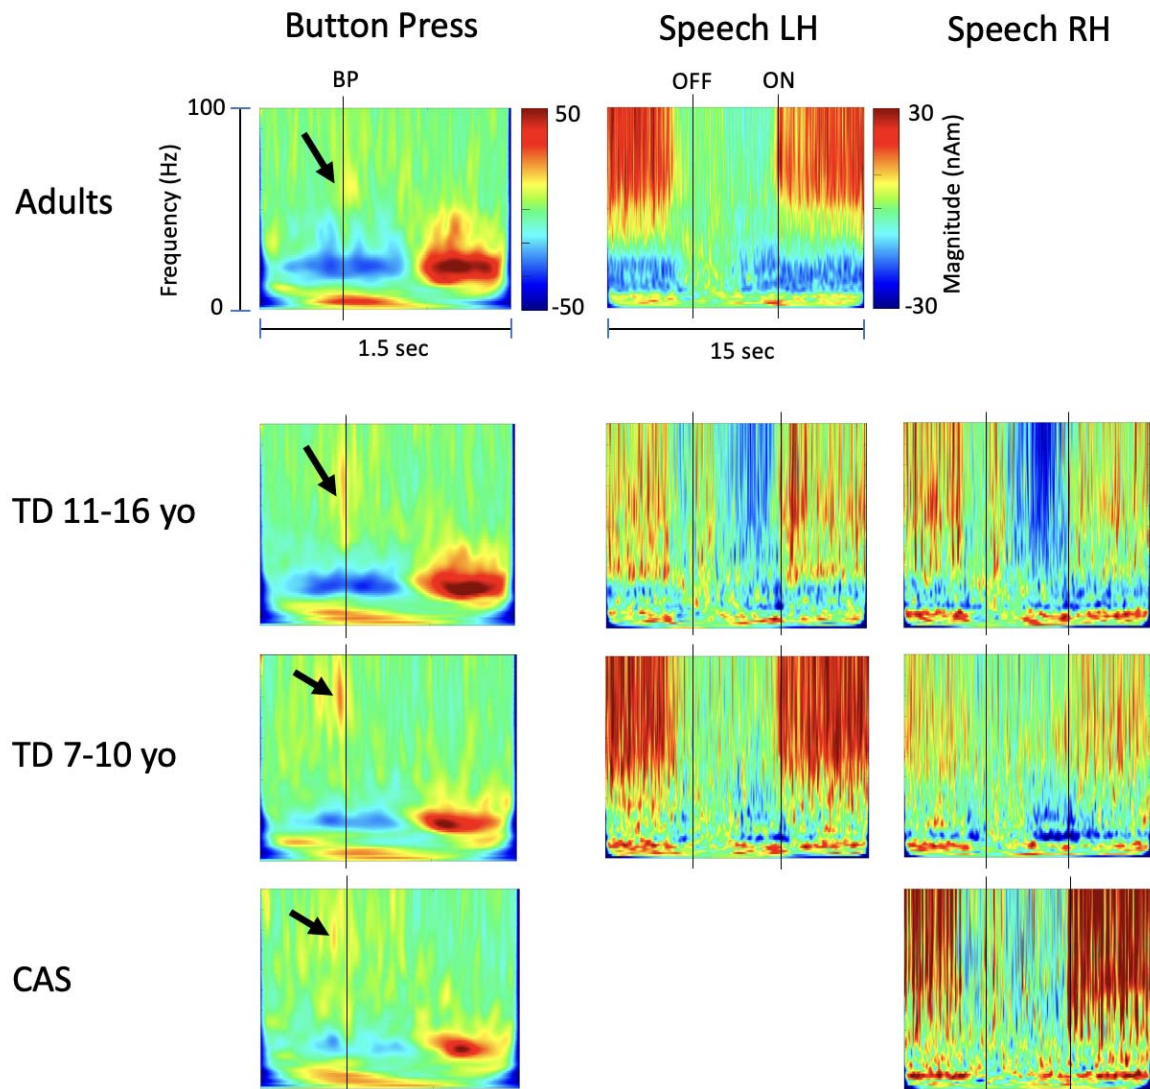 Button Press
Speech LH
Speech RH
BP
OFF
ON
100
50
30
Adults
Frequency (Hz)
Magnitude (nAm)
0
-50
-30
1.5 sec
15 sec
TD 11-16 yo
TD 7-10 yo
CAS